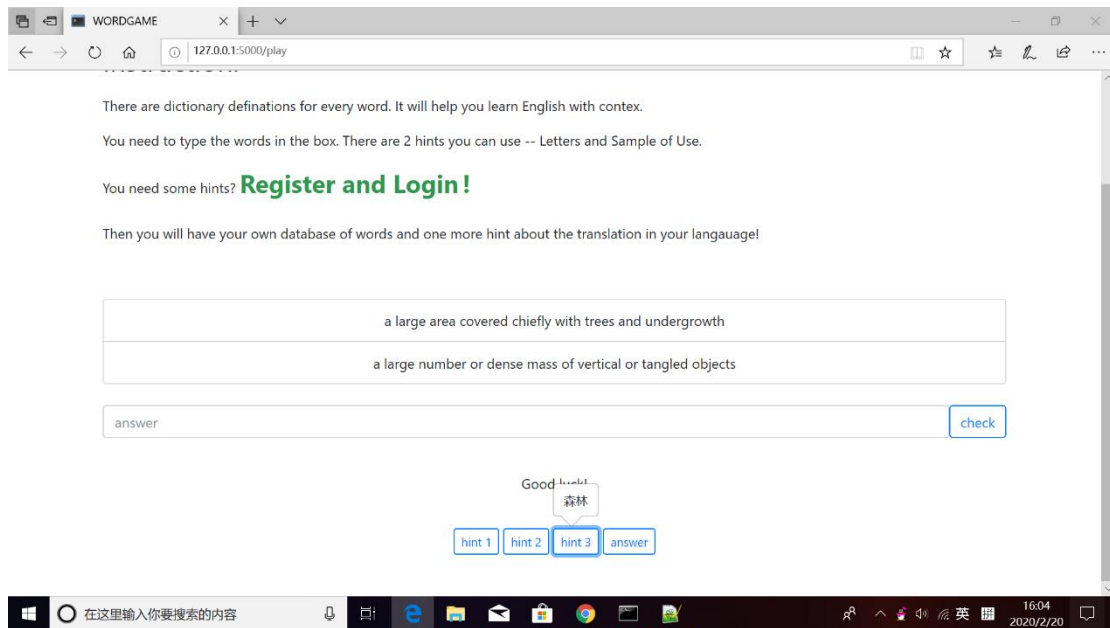 WORDGAME
127.0.0.1:5000/play
There are dictionary definations for every word. It will help you learn English with contex.
You need to type the words in the box. There are 2 hints you can use -- Letters and Sample of Use.
You need some hints? Register and Login!
Then you will have your own database of words and one more hint about the translation in your langauage!
a large area covered chiefly with trees and undergrowth
a large number or dense mass of vertical or tangled objects
answer check
Good luck!
森林
hint 1 hint 2 hint 3 answer
在这里输入你要搜索的内容 英 16:04
2020/2/20